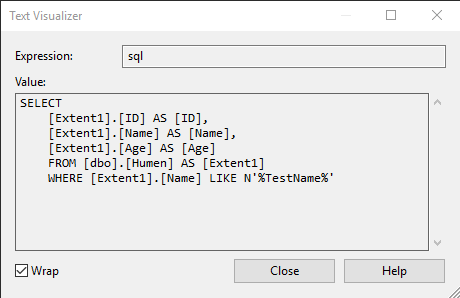 Text Visualizer
Expression:
sql
Value:
SELECT
    [Extent1].[ID] AS [ID],
    [Extent1].[Name] AS [Name],
    [Extent1].[Age] AS [Age]
    FROM [dbo].[Humen] AS [Extent1]
    WHERE [Extent1].[Name] LIKE N'%TestName%'
Wrap
Close
Help